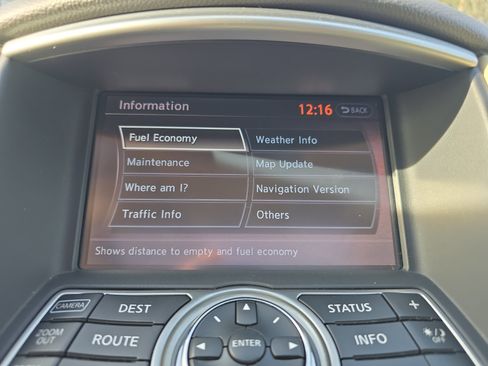 Information 12:16 BACK
Fuel Economy Weather Info
Maintenance Map Update
Where am I? Navigation Version
Traffic Info Others
Shows distance to empty and fuel economy
CAMERA DEST STATUS +
ZOOM OUT ROUTE ENTER INFO OFF